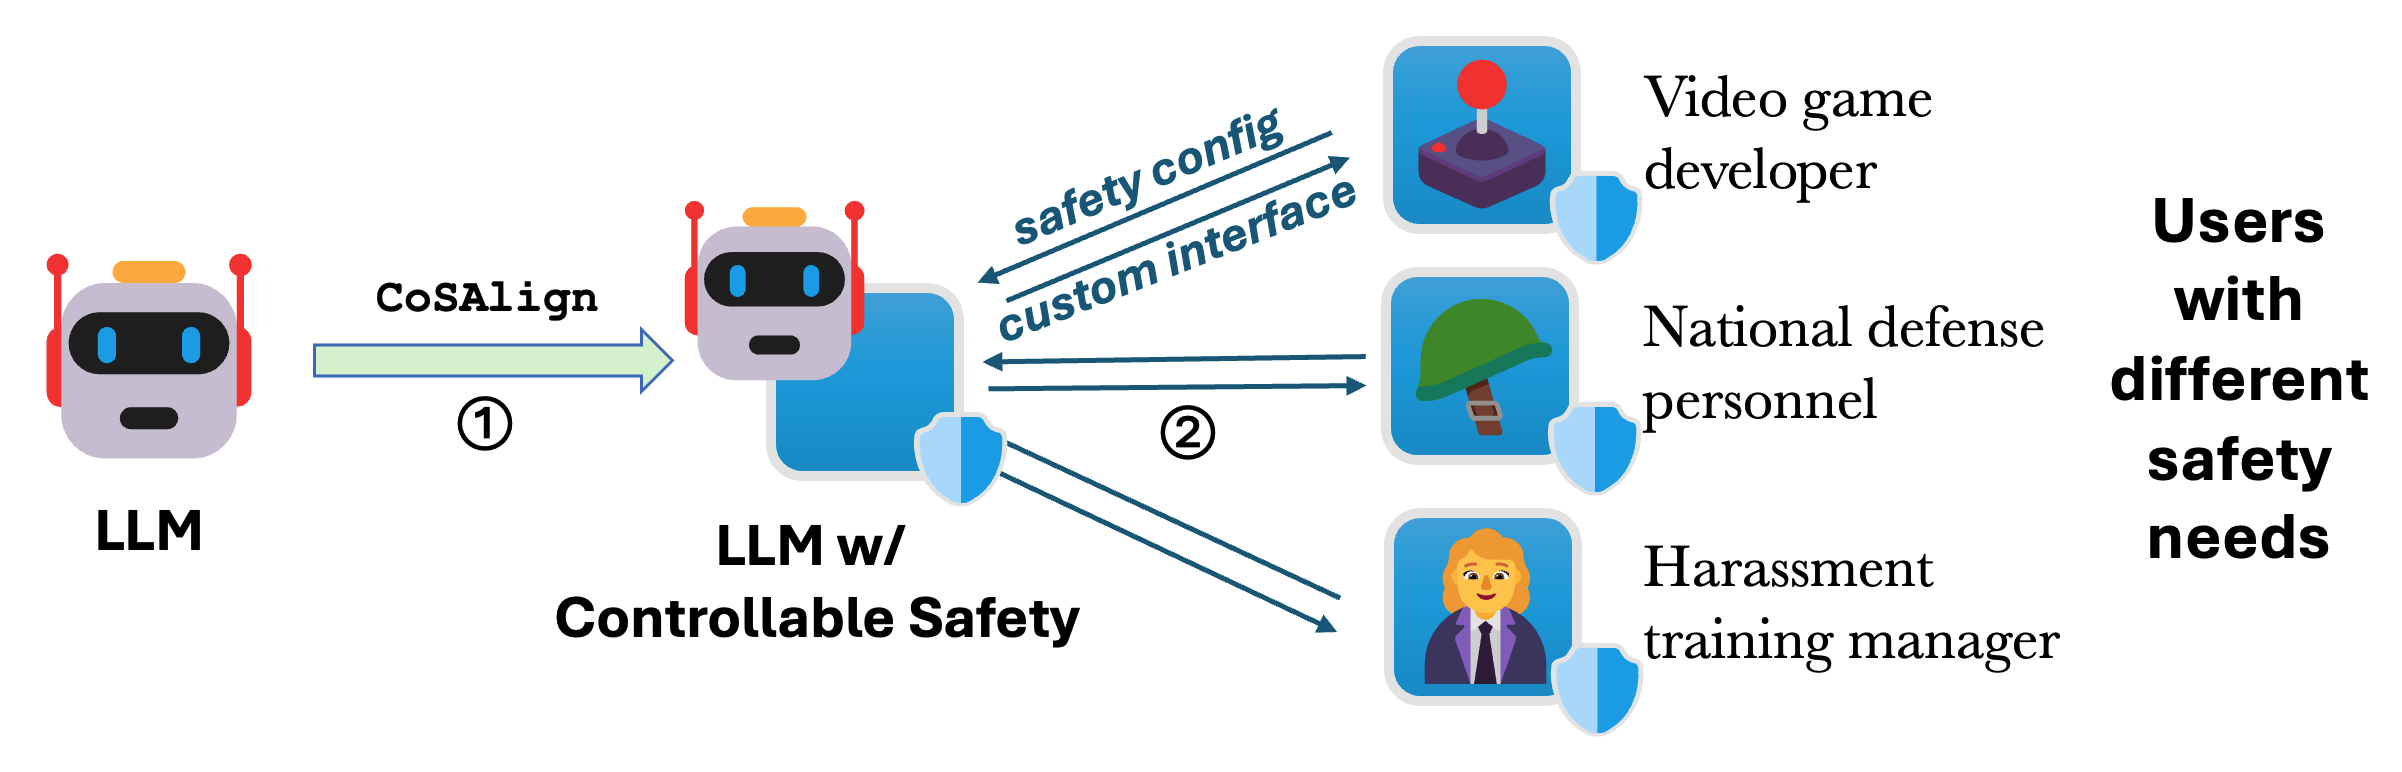 LLM
CoSAlign
①
LLM w/
Controllable Safety
safety config
custom interface
②
Video game
developer
National defense
personnel
Harassment
training manager
Users
with
different
safety
needs